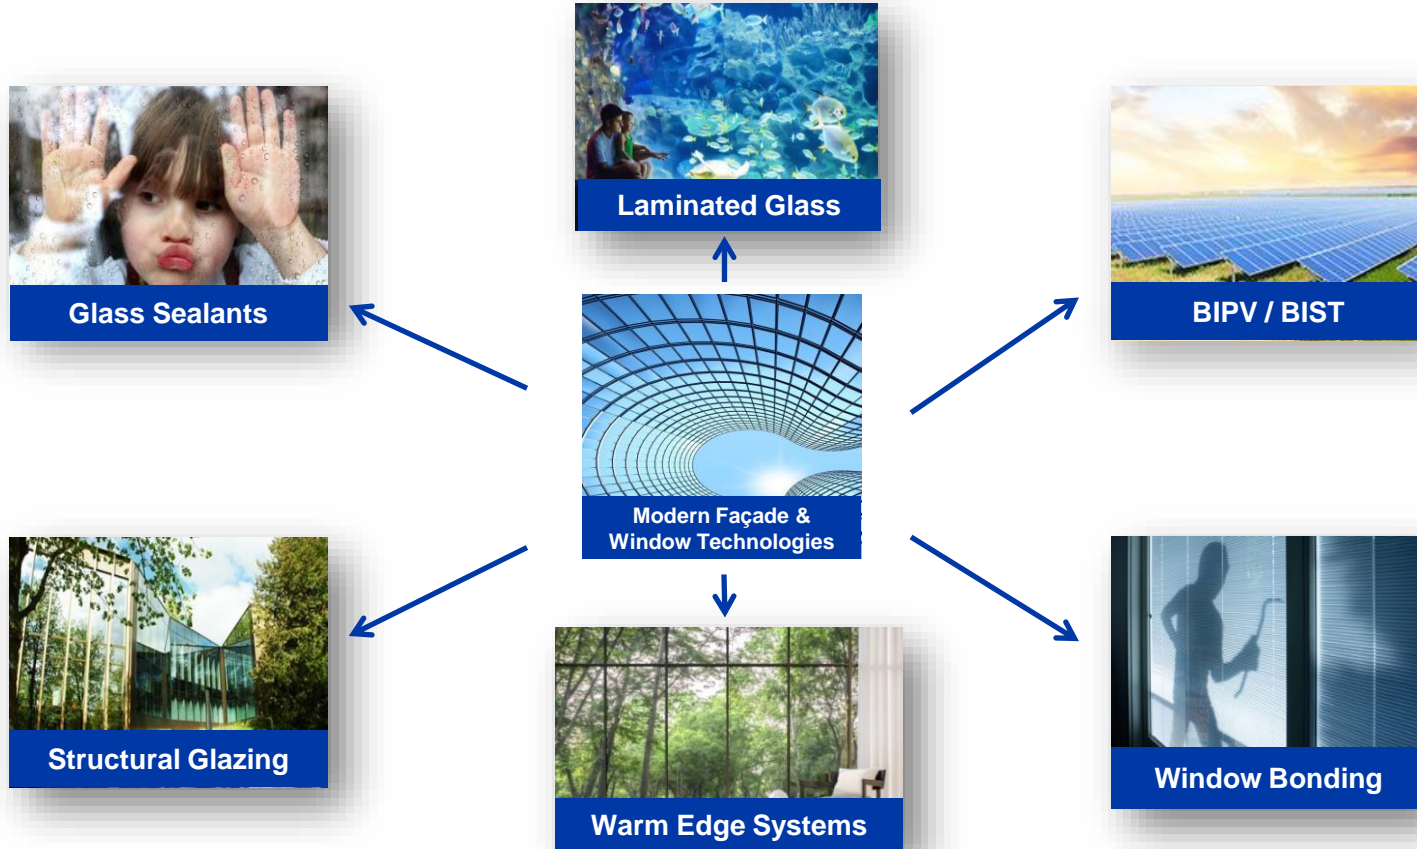 Laminated Glass
Glass Sealants
BIPV / BIST
Modern Façade &
Window Technologies
Structural Glazing
Window Bonding
Warm Edge Systems